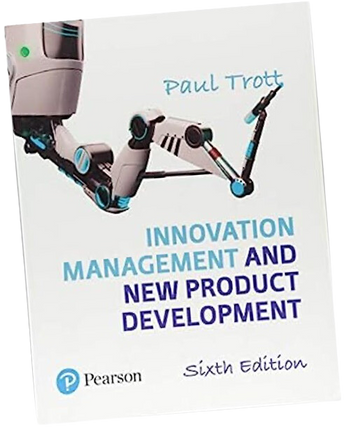 Paul Trott
INNOVATION
MANAGEMENT AND
NEW PRODUCT
DEVELOPMENT
Sixth Edition
P Pearson